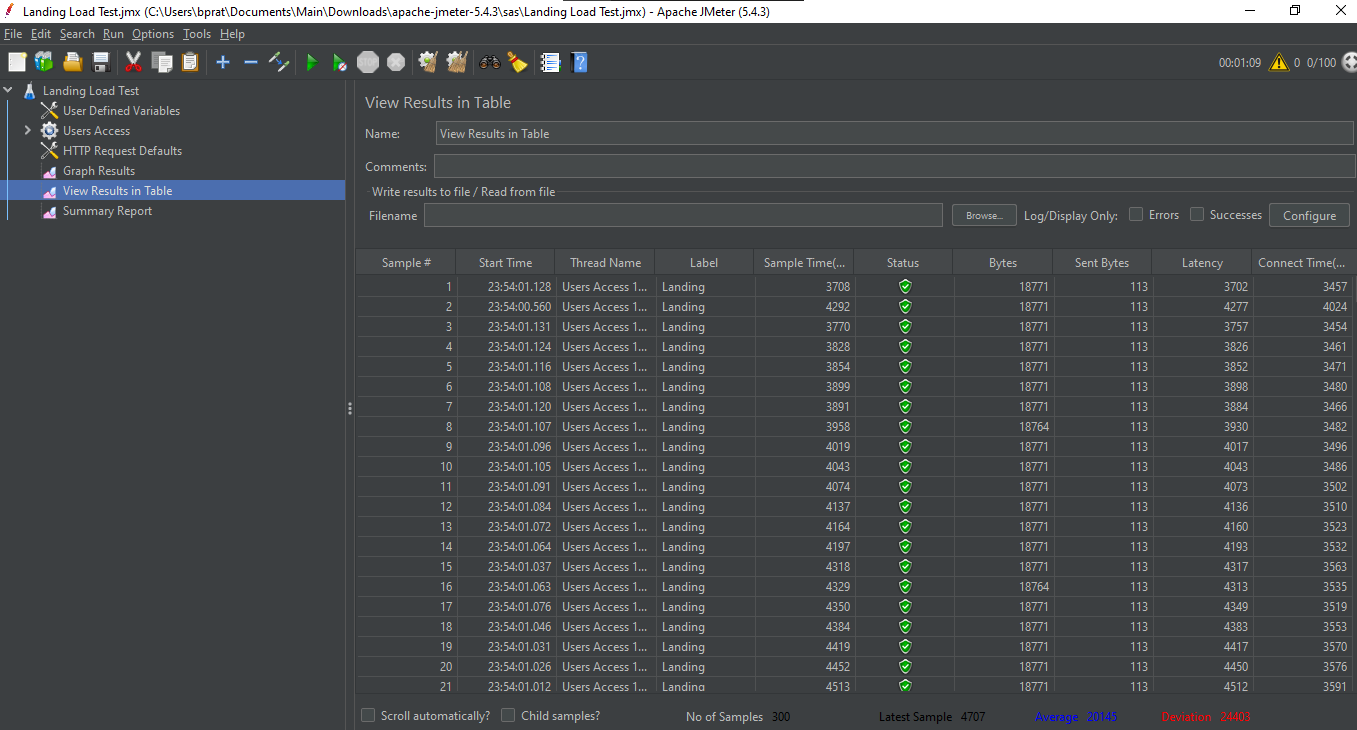 Landing Load Test.jmx (C:\Users\bprat\Documents\Main\Downloads\apache-jmeter-5.4.3\sas\Landing Load Test.jmx) - Apache JMeter (5.4.3)
File Edit Search Run Options Tools Help
STOP 00:01:09 0 0/100
Landing Load Test
User Defined Variables
Users Access
HTTP Request Defaults
Graph Results
View Results in Table
Summary Report
View Results in Table
Name: View Results in Table
Comments:
Write results to file / Read from file
Filename Browse... Log/Display Only: Errors Successes Configure
Sample # Start Time Thread Name Label Sample Time(... Status Bytes Sent Bytes Latency Connect Time(...
1 23:54:01.128 Users Access 1... Landing 3708 18771 113 3702 3457
2 23:54:00.560 Users Access 1... Landing 4292 18771 113 4277 4024
3 23:54:01.131 Users Access 1... Landing 3770 18771 113 3757 3454
4 23:54:01.124 Users Access 1... Landing 3828 18771 113 3826 3461
5 23:54:01.116 Users Access 1... Landing 3854 18771 113 3852 3471
6 23:54:01.108 Users Access 1... Landing 3899 18771 113 3898 3480
7 23:54:01.120 Users Access 1... Landing 3891 18771 113 3884 3466
8 23:54:01.107 Users Access 1... Landing 3958 18764 113 3930 3482
9 23:54:01.096 Users Access 1... Landing 4019 18771 113 4017 3496
10 23:54:01.105 Users Access 1... Landing 4043 18771 113 4043 3486
11 23:54:01.091 Users Access 1... Landing 4074 18771 113 4073 3502
12 23:54:01.084 Users Access 1... Landing 4137 18771 113 4136 3510
13 23:54:01.072 Users Access 1... Landing 4164 18771 113 4160 3523
14 23:54:01.064 Users Access 1... Landing 4197 18771 113 4193 3532
15 23:54:01.037 Users Access 1... Landing 4318 18771 113 4317 3563
16 23:54:01.063 Users Access 1... Landing 4329 18764 113 4313 3535
17 23:54:01.076 Users Access 1... Landing 4350 18771 113 4349 3519
18 23:54:01.046 Users Access 1... Landing 4384 18771 113 4383 3553
19 23:54:01.031 Users Access 1... Landing 4419 18771 113 4417 3570
20 23:54:01.026 Users Access 1... Landing 4452 18771 113 4450 3576
21 23:54:01.012 Users Access 1... Landing 4513 18771 113 4512 3591
Scroll automatically? Child samples? No of Samples 300 Latest Sample 4707 Average 20145 Deviation 24403